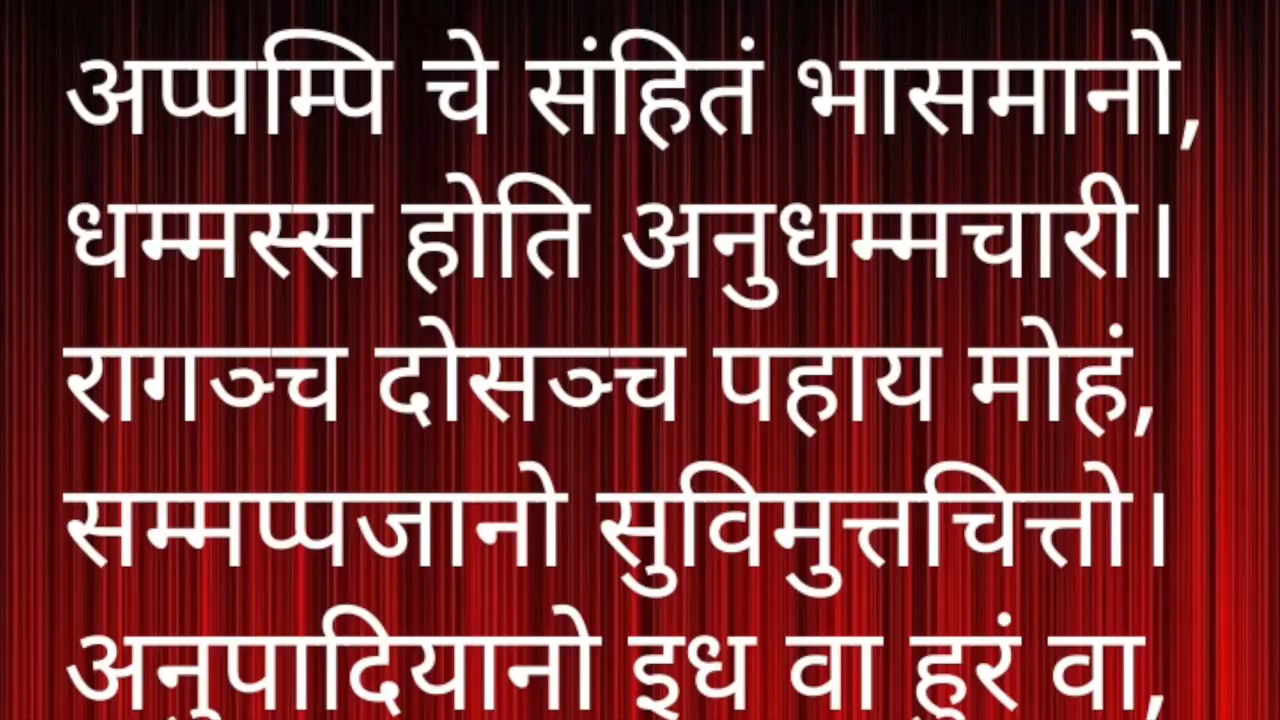 अप्पम्पि चे संहितं भासमानो,
धम्मस्स होति अनुधम्मचारी।
रागञ्च दोसञ्च पहाय मोहं,
सम्मप्पजानो सुविमुत्तचित्तो।
अनुपादियानो इध वा हुरं वा,